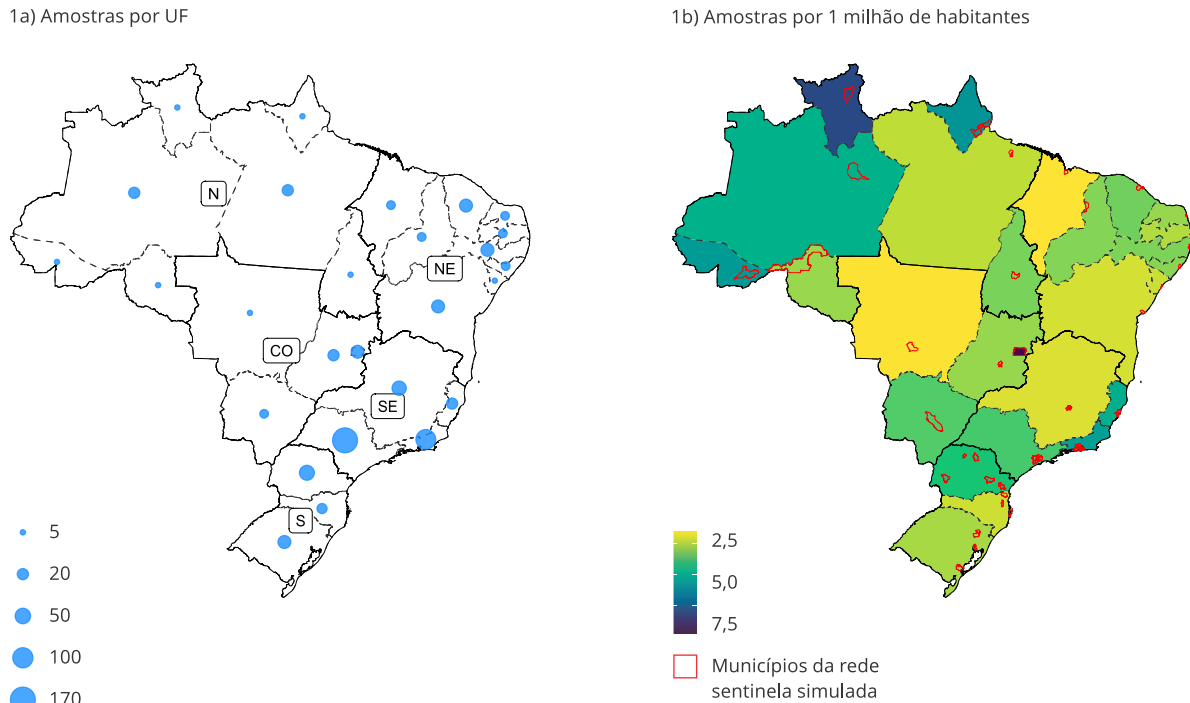 1a) Amostras por UF
N
NE
CO
SE
S
5
20
50
100
170
1b) Amostras por 1 milhão de habitantes
2,5
5,0
7,5
Municípios da rede
sentinela simulada